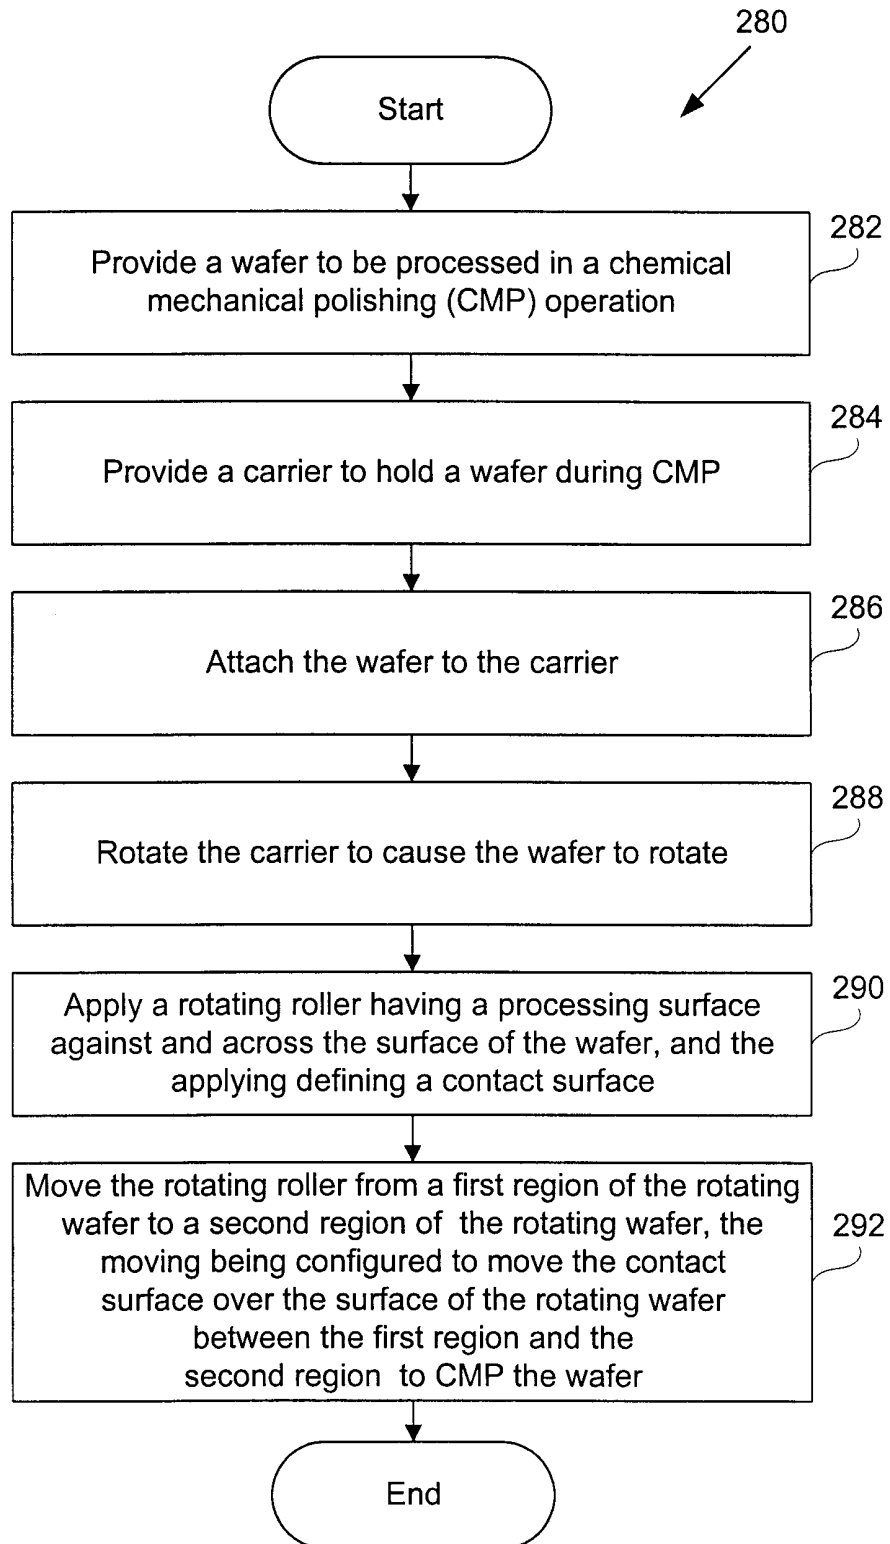 280
Start
282
Provide a wafer to be processed in a chemical
mechanical polishing (CMP) operation
284
Provide a carrier to hold a wafer during CMP
286
Attach the wafer to the carrier
288
Rotate the carrier to cause the wafer to rotate
290
Apply a rotating roller having a processing surface
against and across the surface of the wafer, and the
applying defining a contact surface
292
Move the rotating roller from a first region of the rotating
wafer to a second region of the rotating wafer, the
moving being configured to move the contact
surface over the surface of the rotating wafer
between the first region and the
second region to CMP the wafer
End